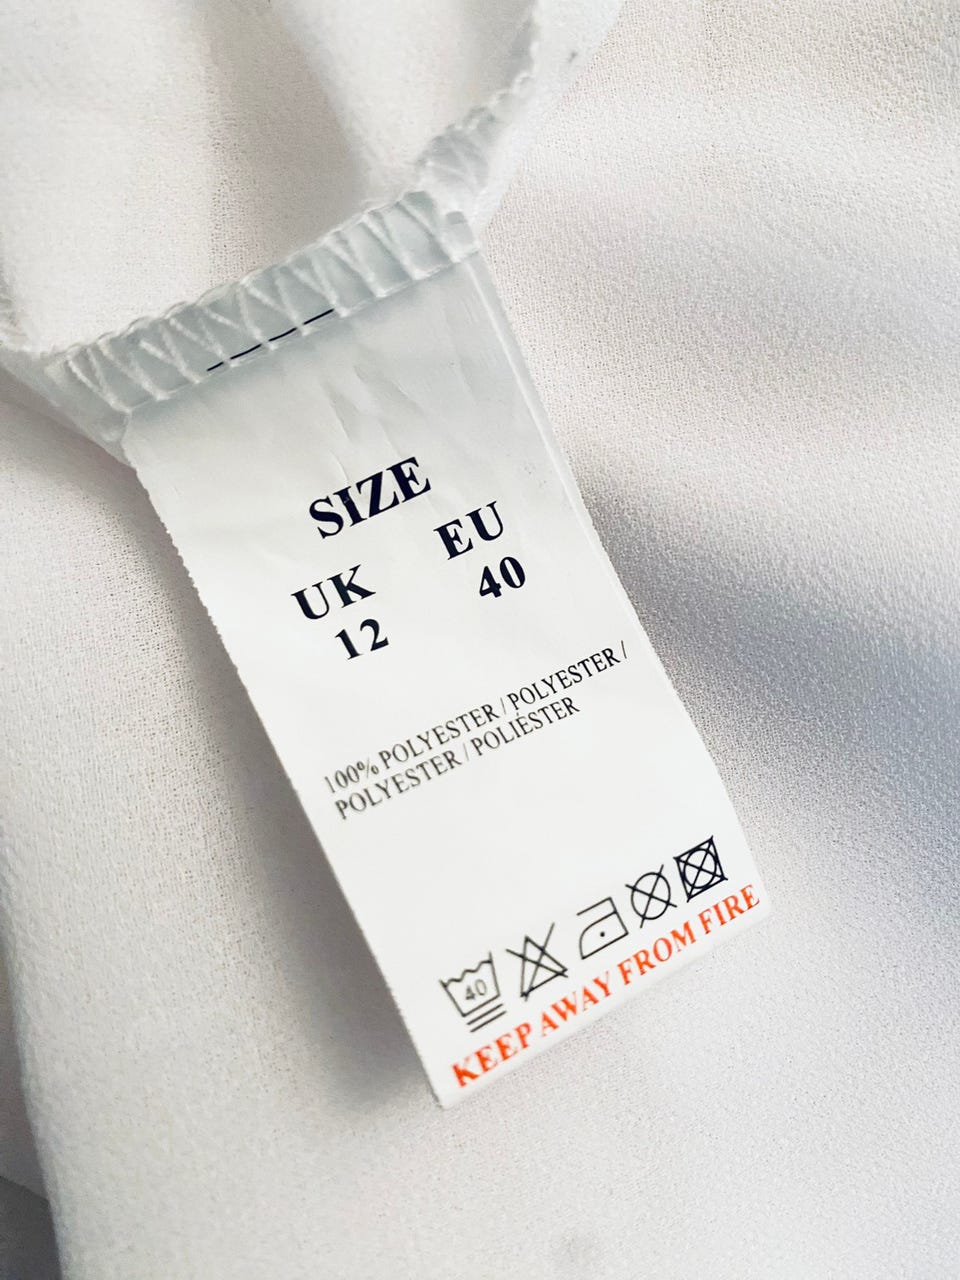 SIZE
UK EU
12 40
100% POLYESTER / POLYESTER /
POLYESTER / POLIÉSTER
40
KEEP AWAY FROM FIRE